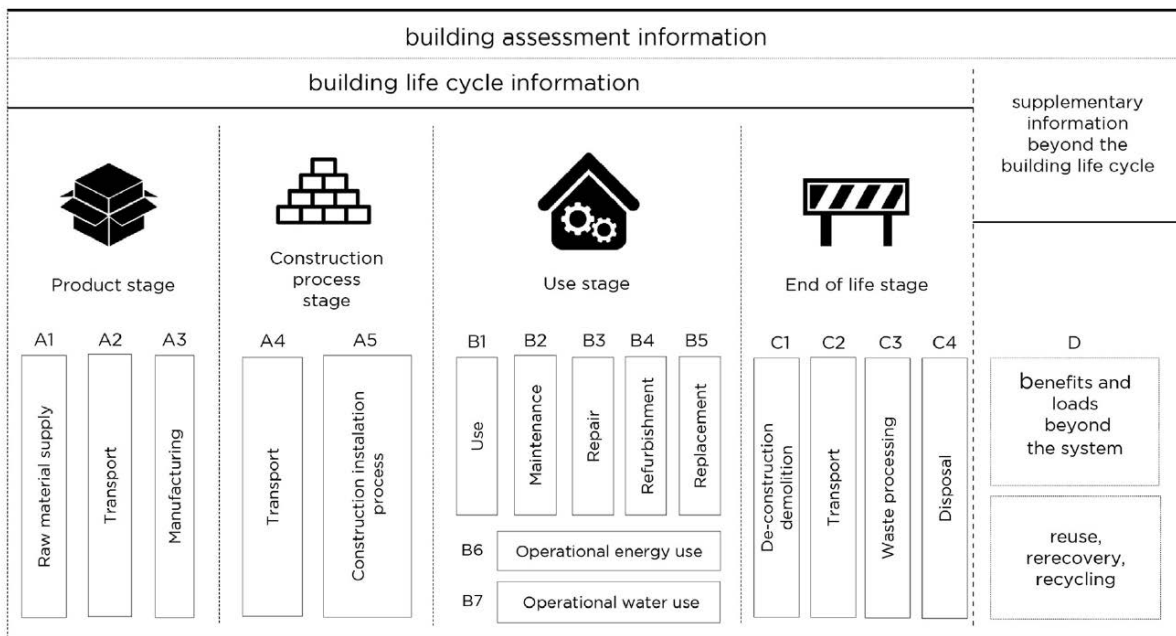 building assessment information
building life cycle information
supplementary
information
beyond the
building life cycle
Product stage
Construction
process
stage
Use stage
End of life stage
A1
A2
A3
A4
A5
B1
B2
B3
B4
B5
C1
C2
C3
C4
D
Raw material supply
Transport
Manufacturing
Transport
Construction instalation
process
Use
Maintenance
Repair
Refurbishment
Replacement
B6
Operational energy use
B7
Operational water use
De-construction
demolition
Transport
Waste processing
Disposal
benefits and
loads
beyond
the system
reuse,
rerecovery,
recycling